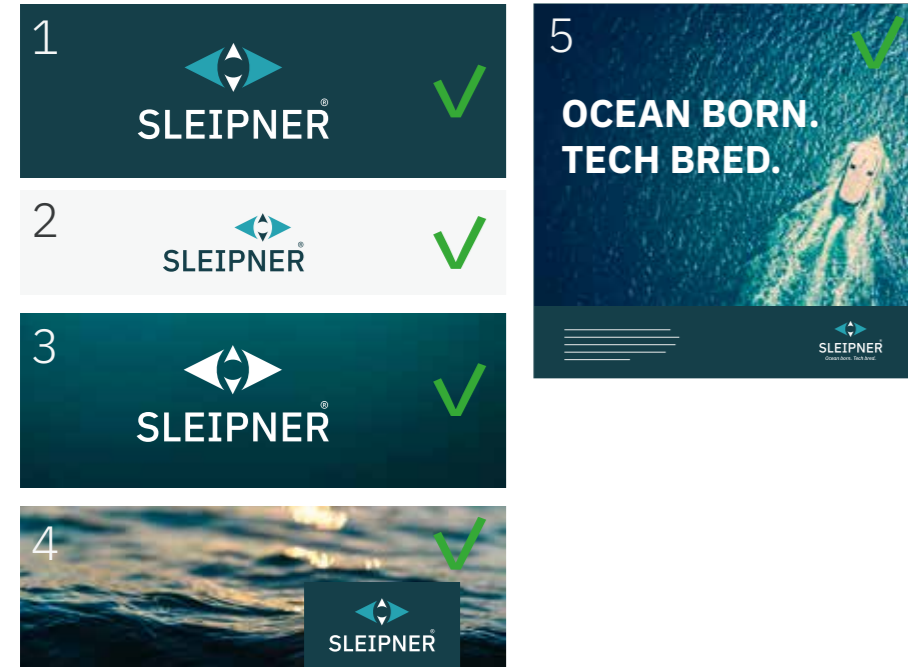 1
SLEIPNER®
2
SLEIPNER®
3
SLEIPNER®
4
SLEIPNER®
5
OCEAN BORN.
TECH BRED.
SLEIPNER®
Ocean born. Tech bred.